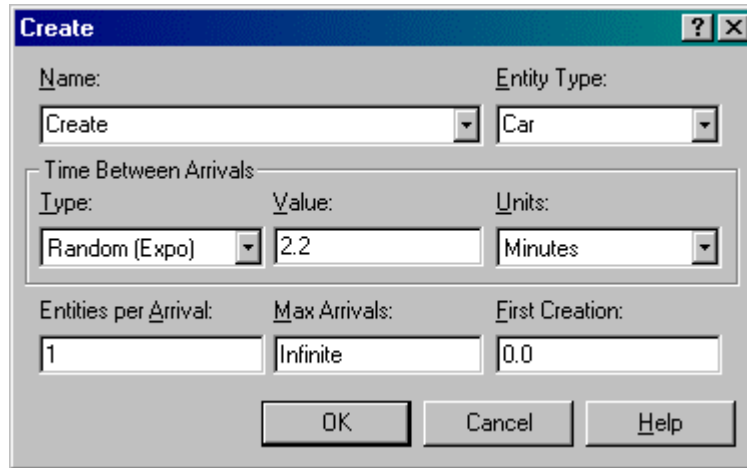 Create
Name: Entity Type:
Create Car
Time Between Arrivals
Type: Value: Units:
Random (Expo) 2.2 Minutes
Entities per Arrival: Max Arrivals: First Creation:
1 Infinite 0.0
OK Cancel Help